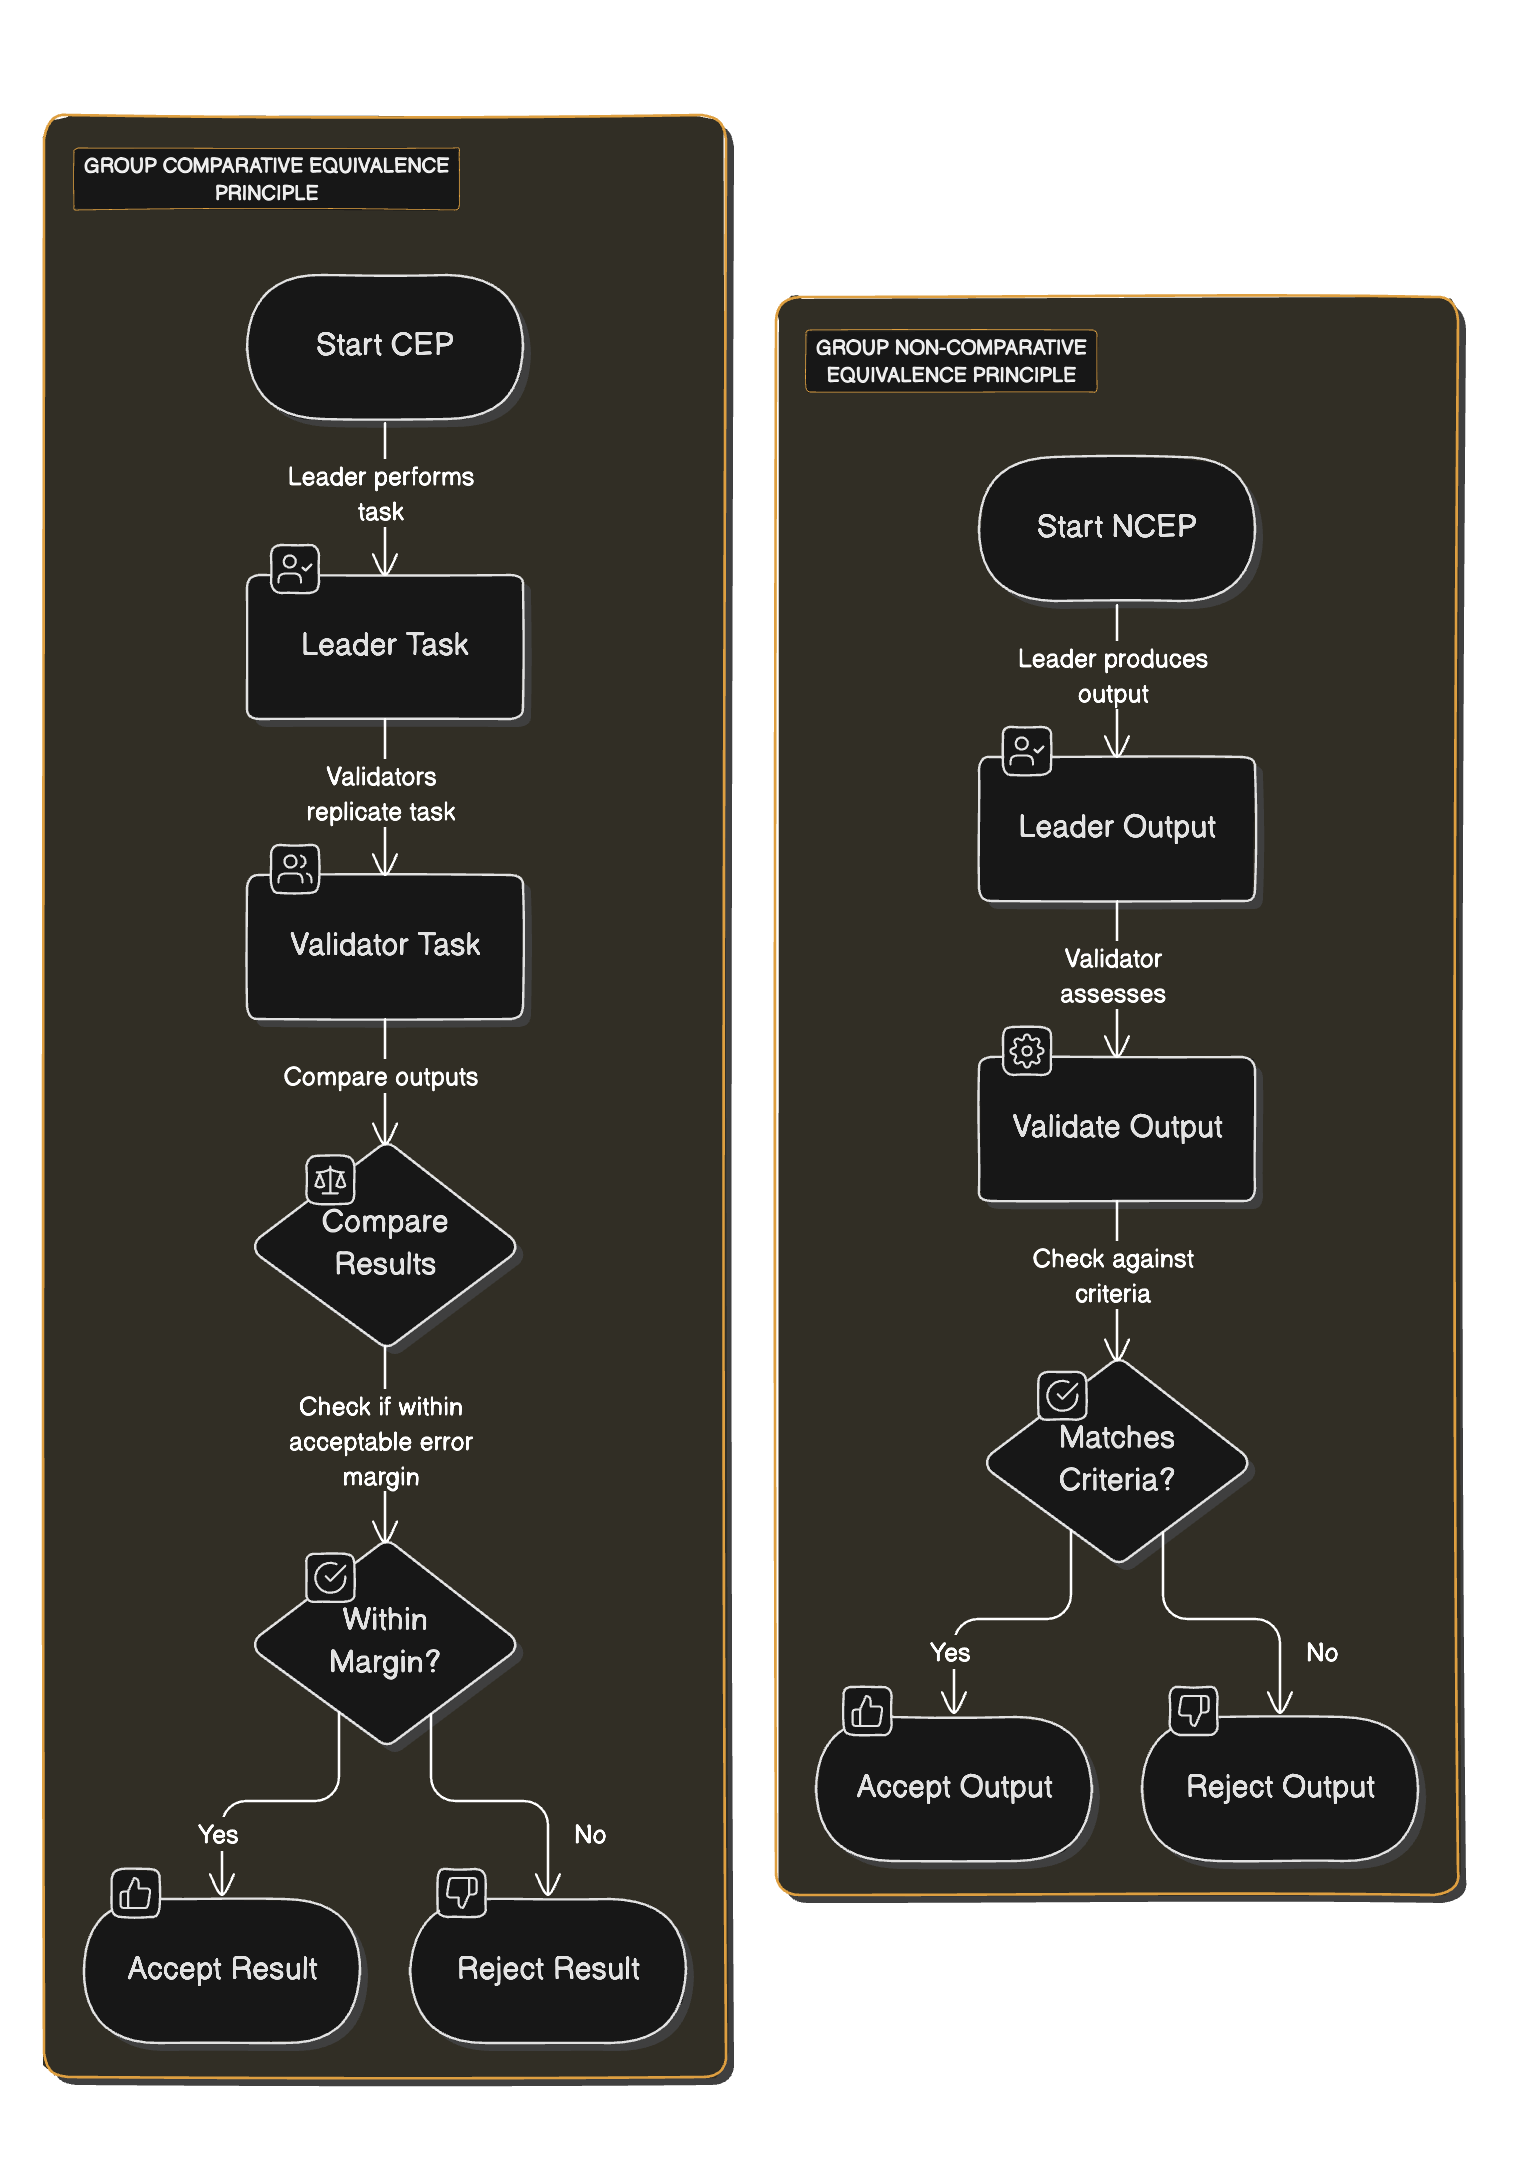 GROUP COMPARATIVE EQUIVALENCE
PRINCIPLE
Start CEP
Leader performs
task
Leader Task
Validators
replicate task
Validator Task
Compare outputs
Compare
Results
Check if within
acceptable error
margin
Within
Margin?
Yes
No
Accept Result
Reject Result
GROUP NON-COMPARATIVE
EQUIVALENCE PRINCIPLE
Start NCEP
Leader produces
output
Leader Output
Validator
assesses
Validate Output
Check against
criteria
Matches
Criteria?
Yes
No
Accept Output
Reject Output